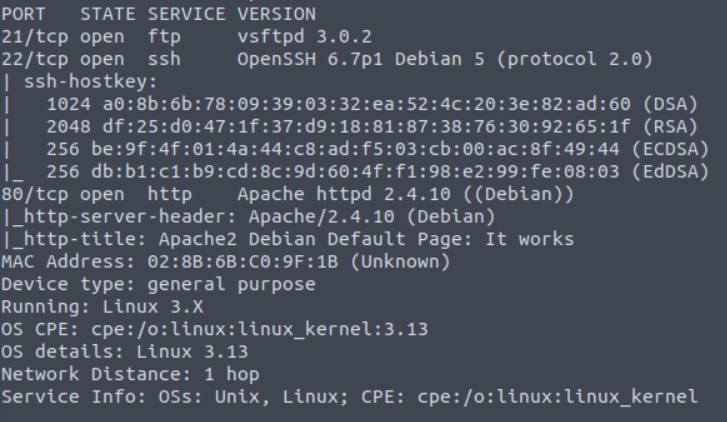 PORT   STATE SERVICE VERSION
21/tcp open  ftp     vsftpd 3.0.2
22/tcp open  ssh     OpenSSH 6.7p1 Debian 5 (protocol 2.0)
| ssh-hostkey:
|   1024 a0:8b:6b:78:09:39:03:32:ea:52:4c:20:3e:82:ad:60 (DSA)
|   2048 df:25:d0:47:1f:37:d9:18:81:87:38:76:30:92:65:1f (RSA)
|   256 be:9f:4f:01:4a:44:c8:ad:f5:03:cb:00:ac:8f:49:44 (ECDSA)
|_  256 db:b1:c1:b9:cd:8c:9d:60:4f:f1:98:e2:99:fe:08:03 (EdDSA)
80/tcp open  http    Apache httpd 2.4.10 ((Debian))
|_http-server-header: Apache/2.4.10 (Debian)
|_http-title: Apache2 Debian Default Page: It works
MAC Address: 02:8B:6B:C0:9F:1B (Unknown)
Device type: general purpose
Running: Linux 3.X
OS CPE: cpe:/o:linux:linux_kernel:3.13
OS details: Linux 3.13
Network Distance: 1 hop
Service Info: OSs: Unix, Linux; CPE: cpe:/o:linux:linux_kernel